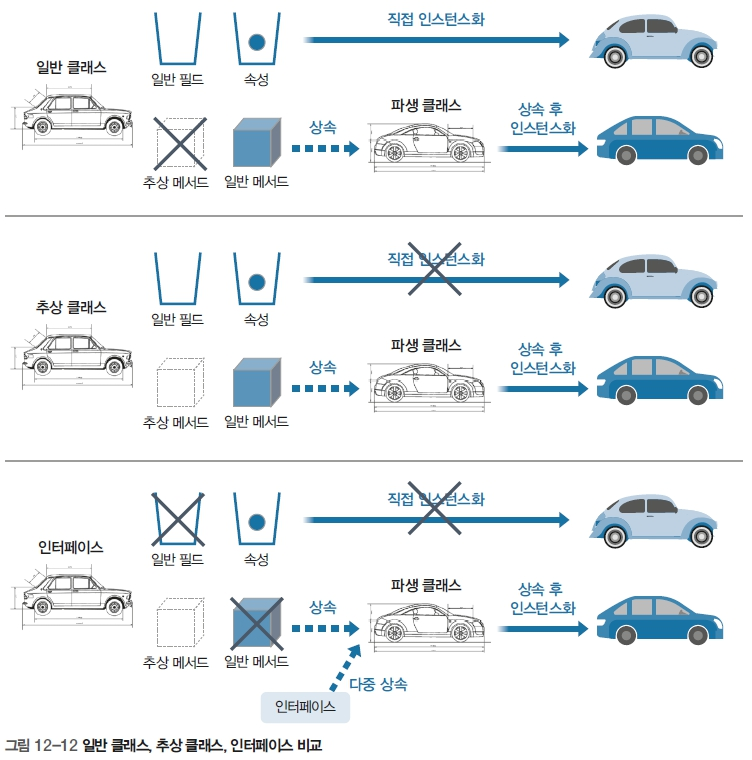 직접 인스턴스화
일반 클래스
일반 필드
속성
추상 메서드
일반 메서드
상속
파생 클래스
상속 후
인스턴스화
직접 인스턴스화
추상 클래스
일반 필드
속성
추상 메서드
일반 메서드
상속
파생 클래스
상속 후
인스턴스화
직접 인스턴스화
인터페이스
일반 필드
속성
추상 메서드
일반 메서드
상속
파생 클래스
상속 후
인스턴스화
다중 상속
인터페이스
그림 12-12 일반 클래스, 추상 클래스, 인터페이스 비교